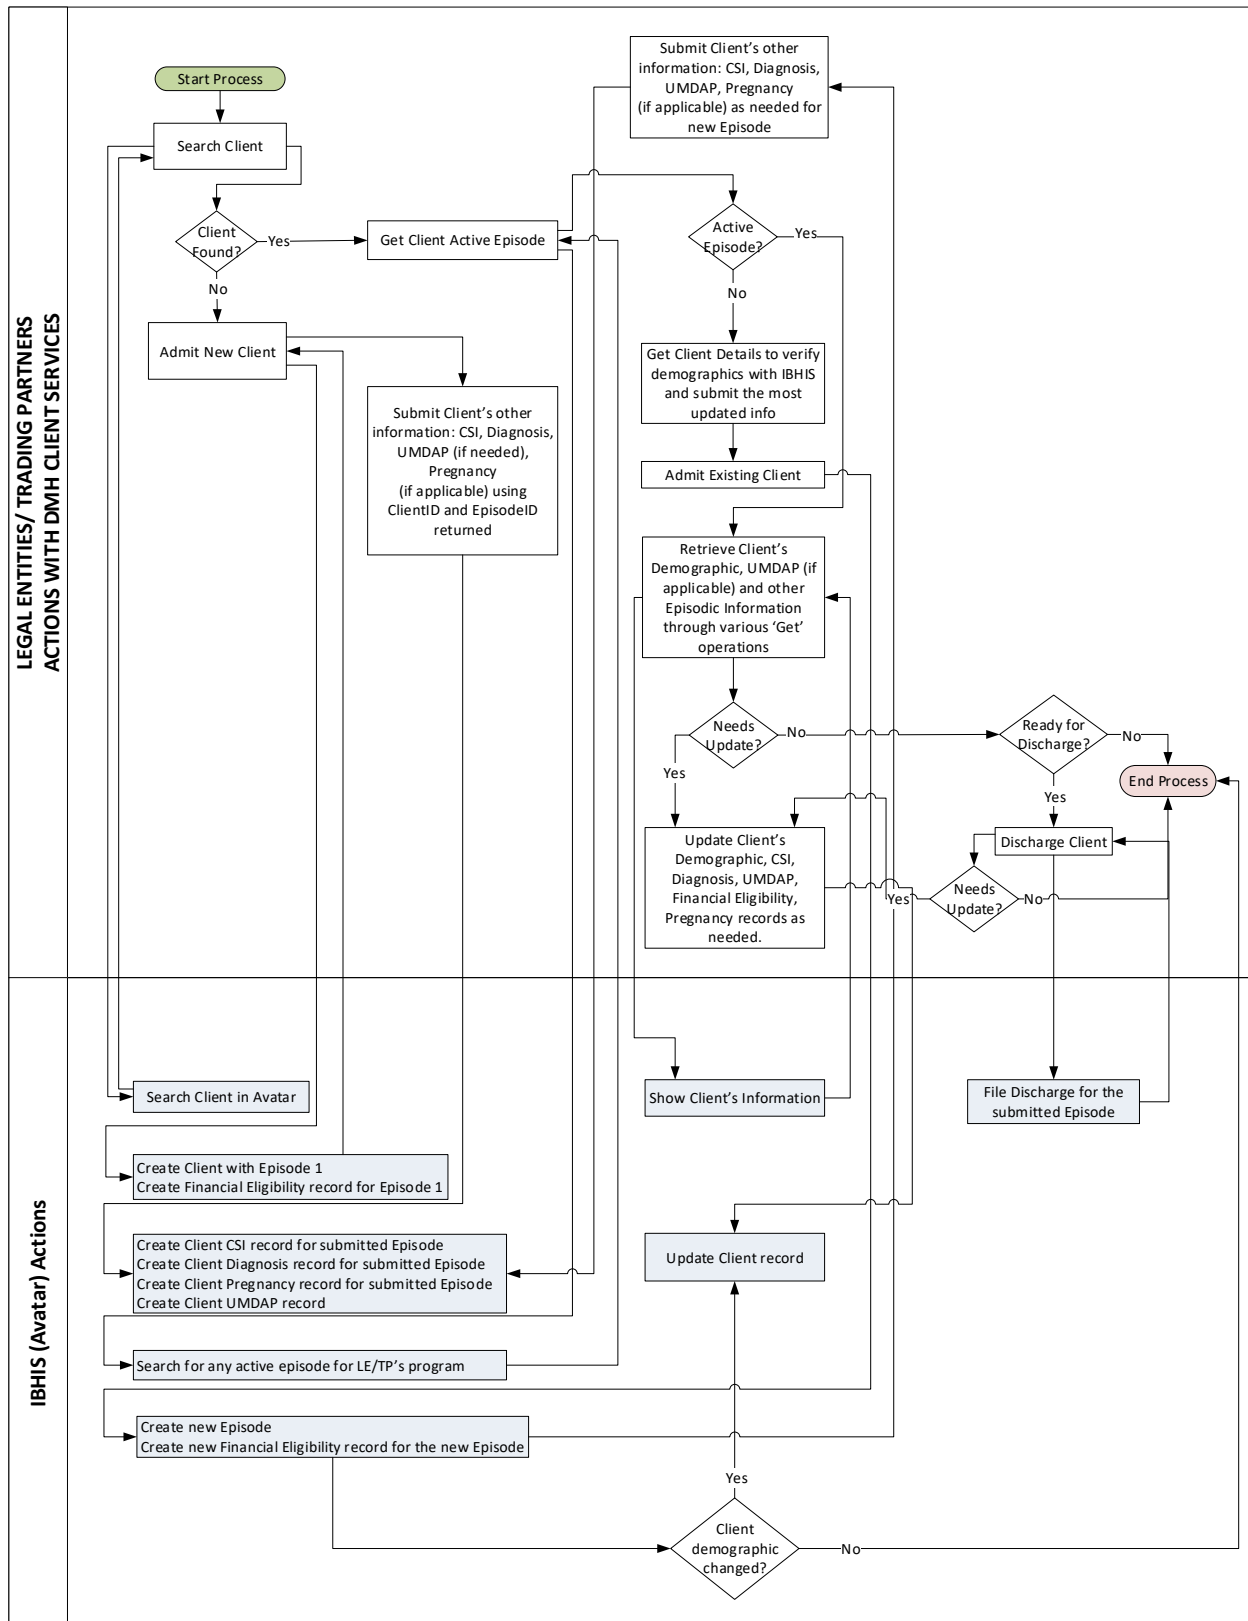 LEGAL ENTITIES/ TRADING PARTNERS
ACTIONS WITH DMH CLIENT SERVICES
Start Process
Search Client
Client
Found?
Yes
No
Get Client Active Episode
Admit New Client
Submit Client's other
information: CSI, Diagnosis,
UMDAP (if needed),
Pregnancy
(if applicable) using
ClientID and EpisodeID
returned
Submit Client's other
information: CSI, Diagnosis,
UMDAP, Pregnancy
(if applicable) as needed for
new Episode
Active
Episode?
Yes
No
Get Client Details to verify
demographics with IBHIS
and submit the most
updated info
Admit Existing Client
Retrieve Client's
Demographic, UMDAP (if
applicable) and other
Episodic Information
through various 'Get'
operations
Needs
Update?
No
Yes
Ready for
Discharge?
No
Yes
End Process
Update Client's
Demographic, CSI,
Diagnosis, UMDAP,
Financial Eligibility,
Pregnancy records as
needed.
Discharge Client
Yes
Needs
Update?
No
IBHIS (Avatar) Actions
Search Client in Avatar
Show Client's Information
File Discharge for the
submitted Episode
Create Client with Episode 1
Create Financial Eligibility record for Episode 1
Create Client CSI record for submitted Episode
Create Client Diagnosis record for submitted Episode
Create Client Pregnancy record for submitted Episode
Create Client UMDAP record
Update Client record
Search for any active episode for LE/TP's program
Create new Episode
Create new Financial Eligibility record for the new Episode
Yes
Client
demographic
changed?
No